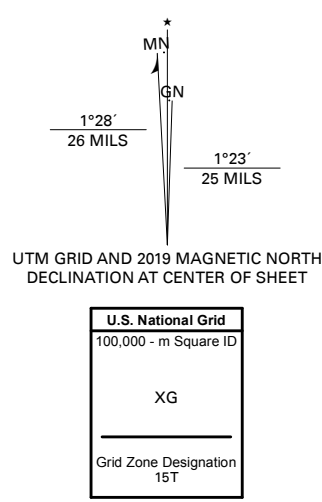 MN
GN
1°28´
26 MILS
1°23´
25 MILS
UTM GRID AND 2019 MAGNETIC NORTH
DECLINATION AT CENTER OF SHEET
U.S. National Grid
100,000 - m Square ID
XG
Grid Zone Designation
15T